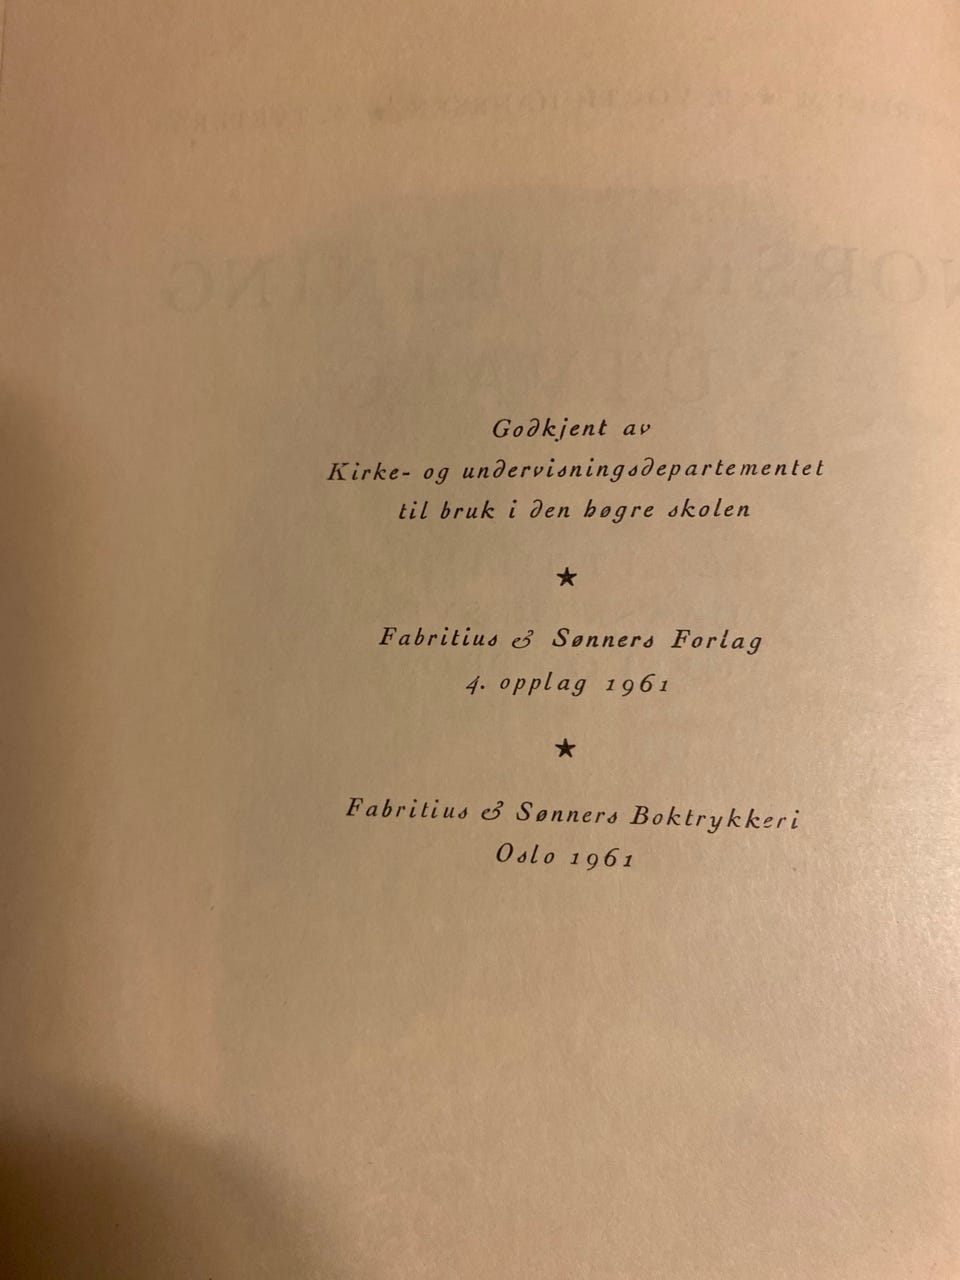 Godkjent av
Kirke- og undervisningsdepartementet
til bruk i den høgre skolen
★
Fabritius & Sønners Forlag
4. opplag 1961
★
Fabritius & Sønners Boktrykkeri
Oslo 1961